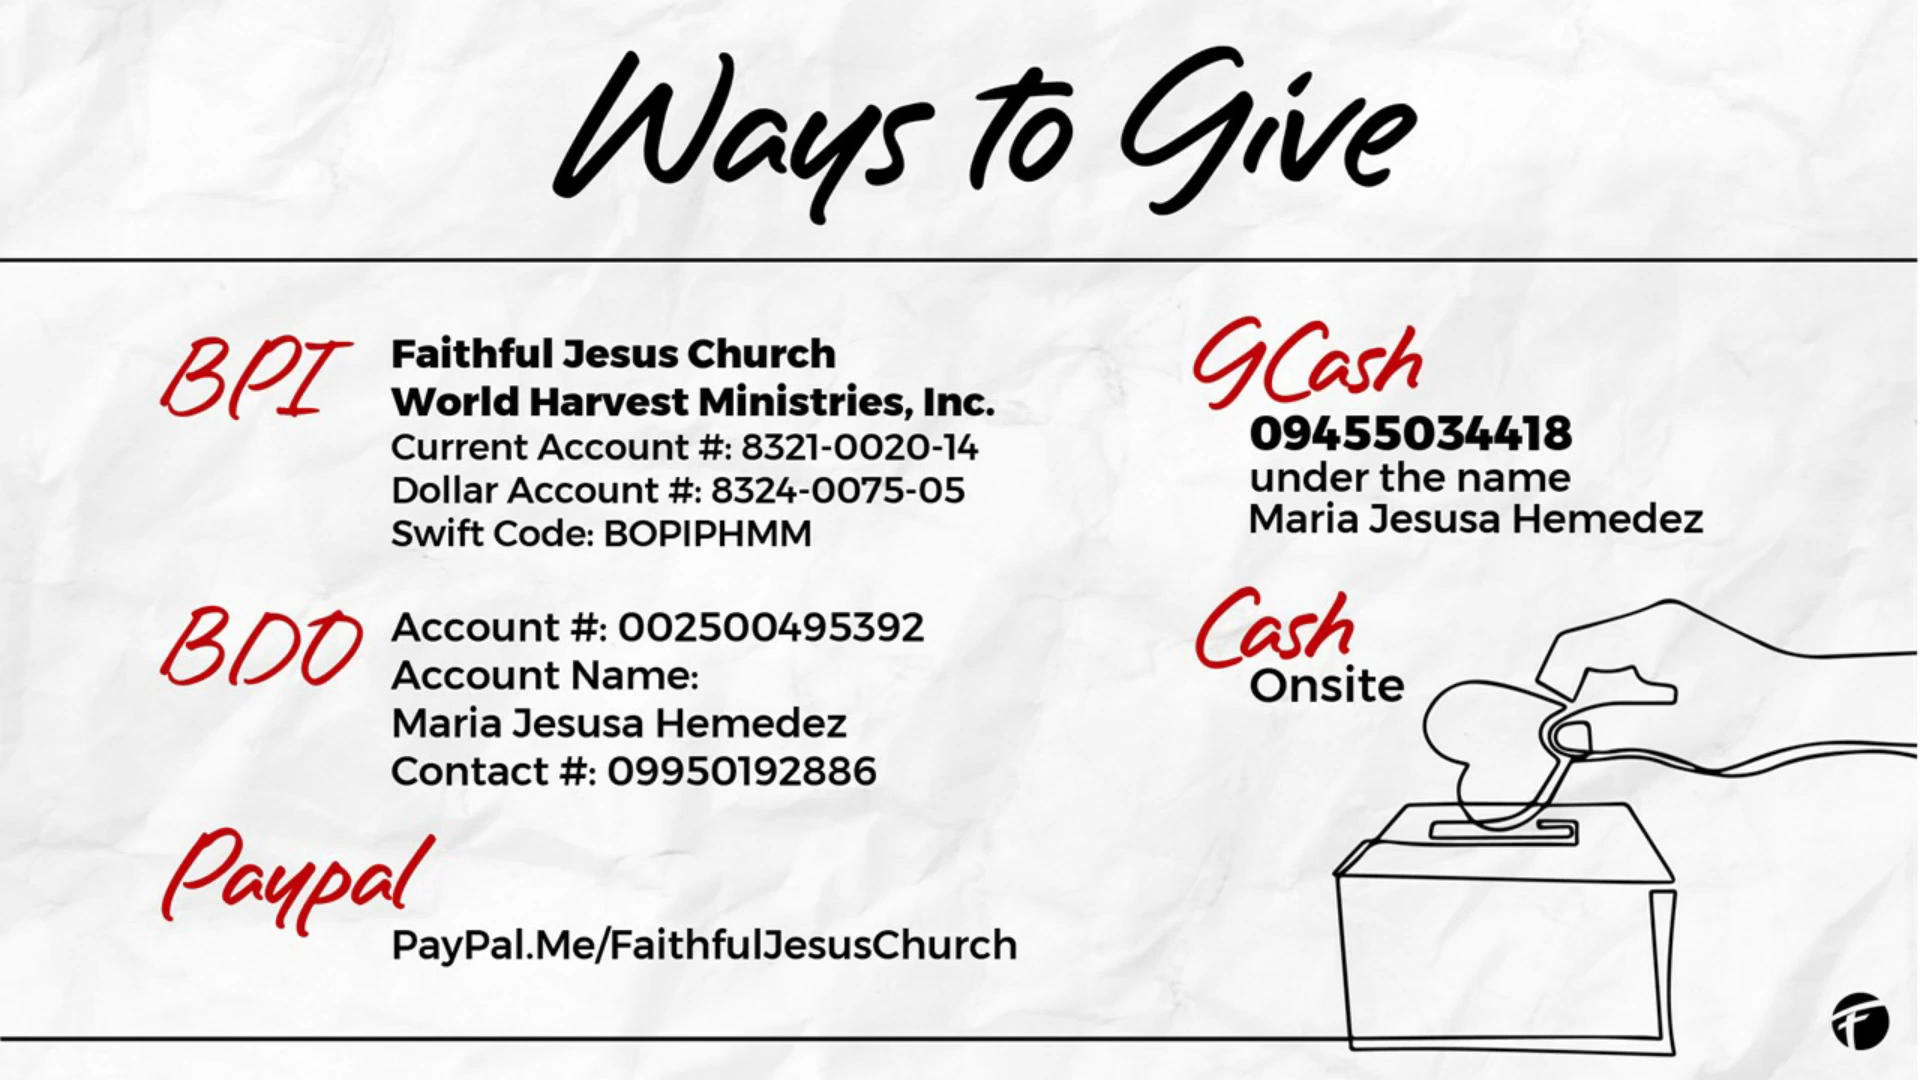 Ways to Give
BPI
Faithful Jesus Church
World Harvest Ministries, Inc.
Current Account #: 8321-0020-14
Dollar Account #: 8324-0075-05
Swift Code: BOPIPHMM
BDO
Account #: 002500495392
Account Name:
Maria Jesusa Hemedez
Contact #: 09950192886
Paypal
PayPal.Me/FaithfulJesusChurch
GCash
09455034418
under the name
Maria Jesusa Hemedez
Cash
Onsite